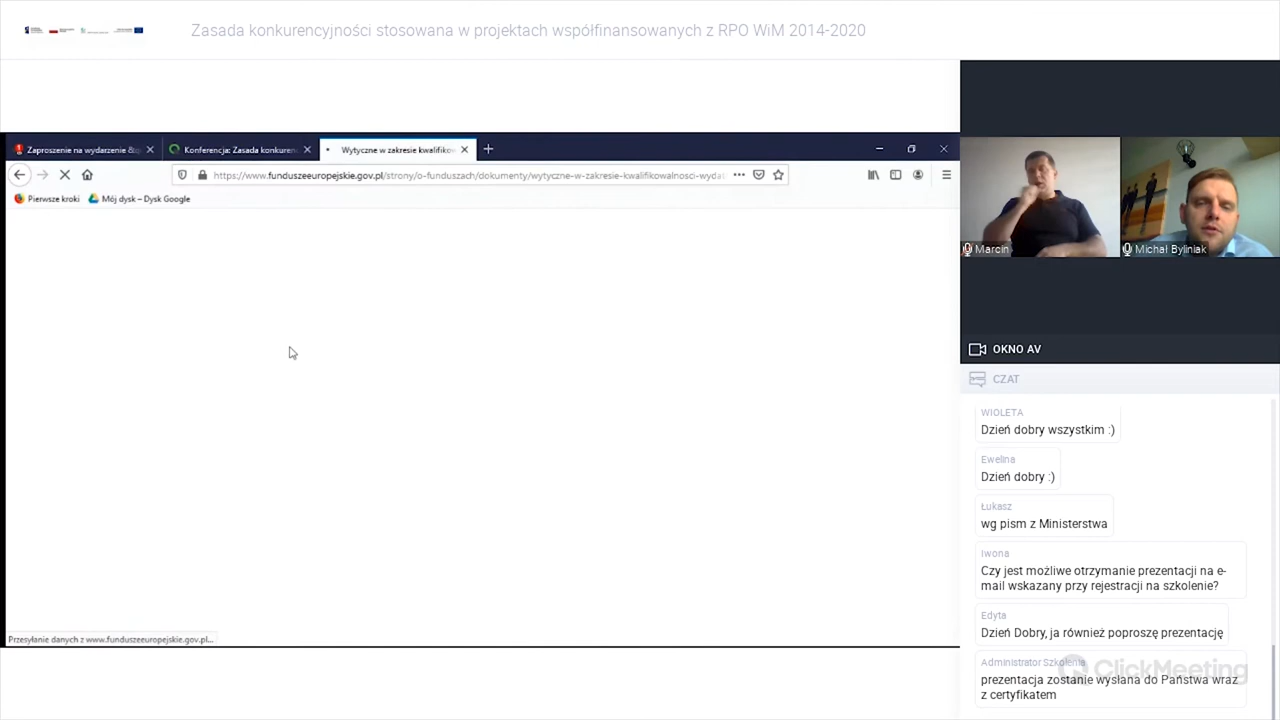 Zasada konkurencyjności stosowana w projektach współfinansowanych z RPO WiM 2014-2020
Zaproszenie na wydarzenie
Konferencja: Zasada konkurenc
Wytyczne w zakresie kwalifikow
https://www.funduszeeuropejskie.gov.pl/strony/o-funduszach/dokumenty/wytyczne-w-zakresie-kwalifikowalnosci-wyda
Pierwsze kroki
Mój dysk – Dysk Google
Przesyłanie danych z www.funduszeeuropejskie.gov.pl...
Marcin
Michał Byliniak
OKNO AV
CZAT
WIOLETA
Dzień dobry wszystkim :)
Ewelina
Dzień dobry :)
Łukasz
wg pism z Ministerstwa
Iwona
Czy jest możliwe otrzymanie prezentacji na e-
mail wskazany przy rejestracji na szkolenie?
Edyta
Dzień Dobry, ja również poproszę prezentację
Administrator Szkolenia
ClickMeeting
prezentacja zostanie wysłana do Państwa wraz
z certyfikatem